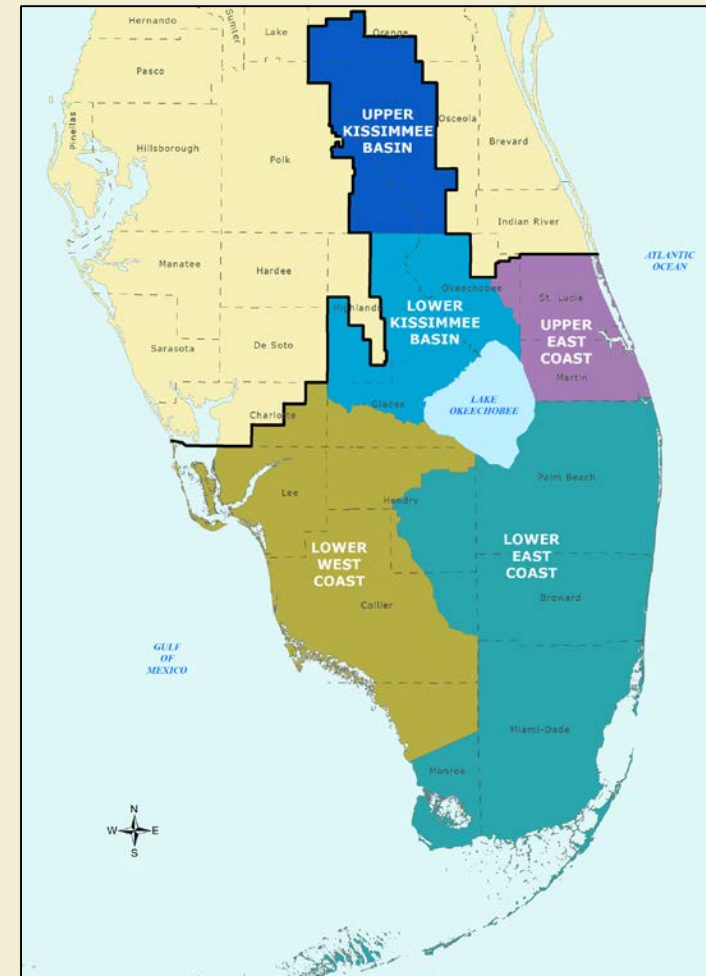 Hernando
Sumter
Lake
Orange
Pasco
UPPER
KISSIMMEE
BASIN
Osceola
Pinellas
Hillsborough
Polk
Brevard
Indian River
ATLANTIC
OCEAN
Manatee
Hardee
Okeechobee
Highlands
LOWER
KISSIMMEE
BASIN
St. Lucie
UPPER
EAST
COAST
Sarasota
De Soto
Martin
Charlotte
Glades
LAKE
OKEECHOBEE
Palm Beach
Lee
Hendry
LOWER
WEST
COAST
LOWER
EAST
COAST
Collier
Broward
GULF
OF
MEXICO
Miami-Dade
Monroe
N
W E
S